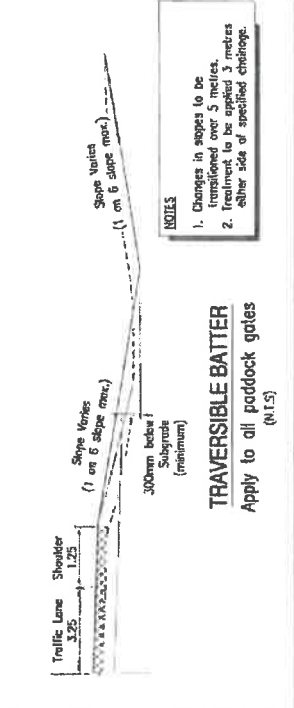 Traffic Lane Shoulder
3.25 1.25
Slope Varies
(1 on 6 slope max.)
Slope Varies
(1 on 6 slope max.)
300mm below
Subgrade
(minimum)
TRAVERSIBLE BATTER
Apply to all paddock gates
(N.T.S)
NOTES
1. Changes in slopes to be
transitioned over 5 metres.
2. Treatment to be applied 3 metres
either side of specified chainage.